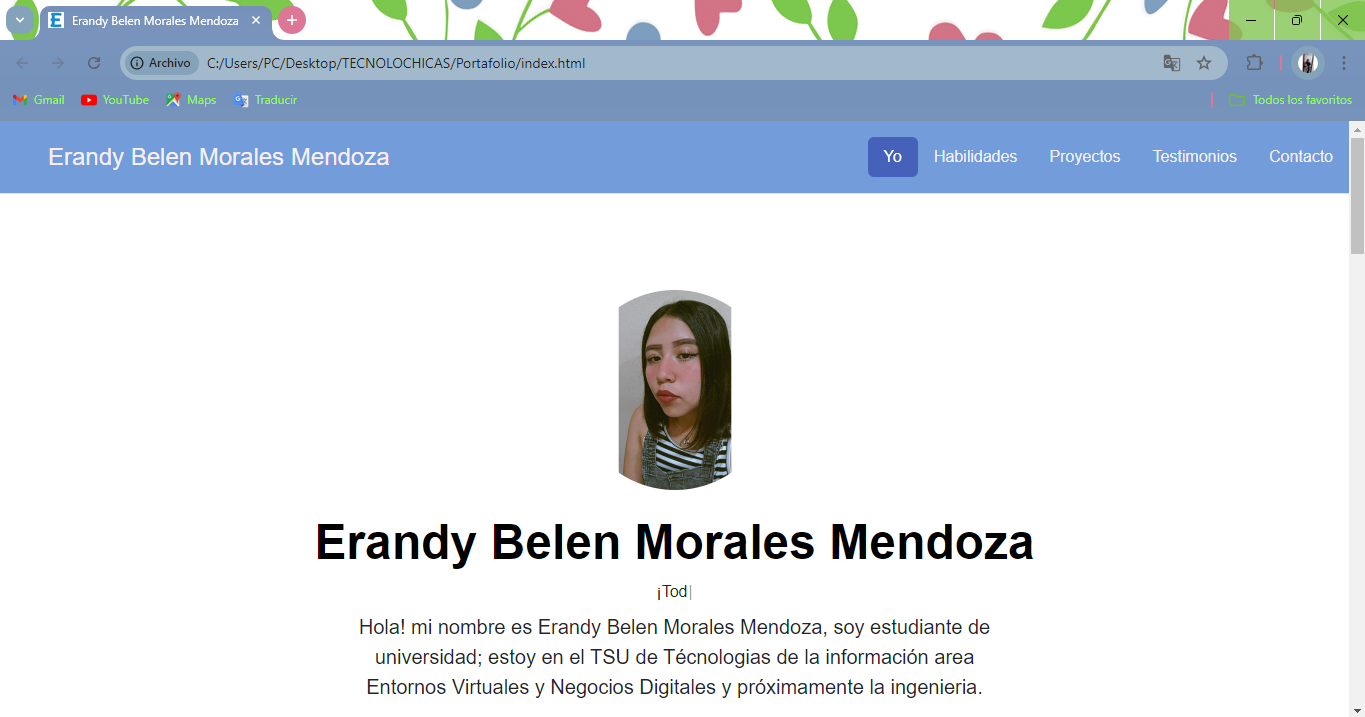 Erandy Belen Morales Mendoza
Archivo C:/Users/PC/Desktop/TECNOLOCHICAS/Portafolio/index.html
Gmail YouTube Maps Traducir Todos los favoritos
Erandy Belen Morales Mendoza Yo Habilidades Proyectos Testimonios Contacto
Erandy Belen Morales Mendoza
¡Tod|
Hola! mi nombre es Erandy Belen Morales Mendoza, soy estudiante de
universidad; estoy en el TSU de Técnologias de la información area
Entornos Virtuales y Negocios Digitales y próximamente la ingenieria.